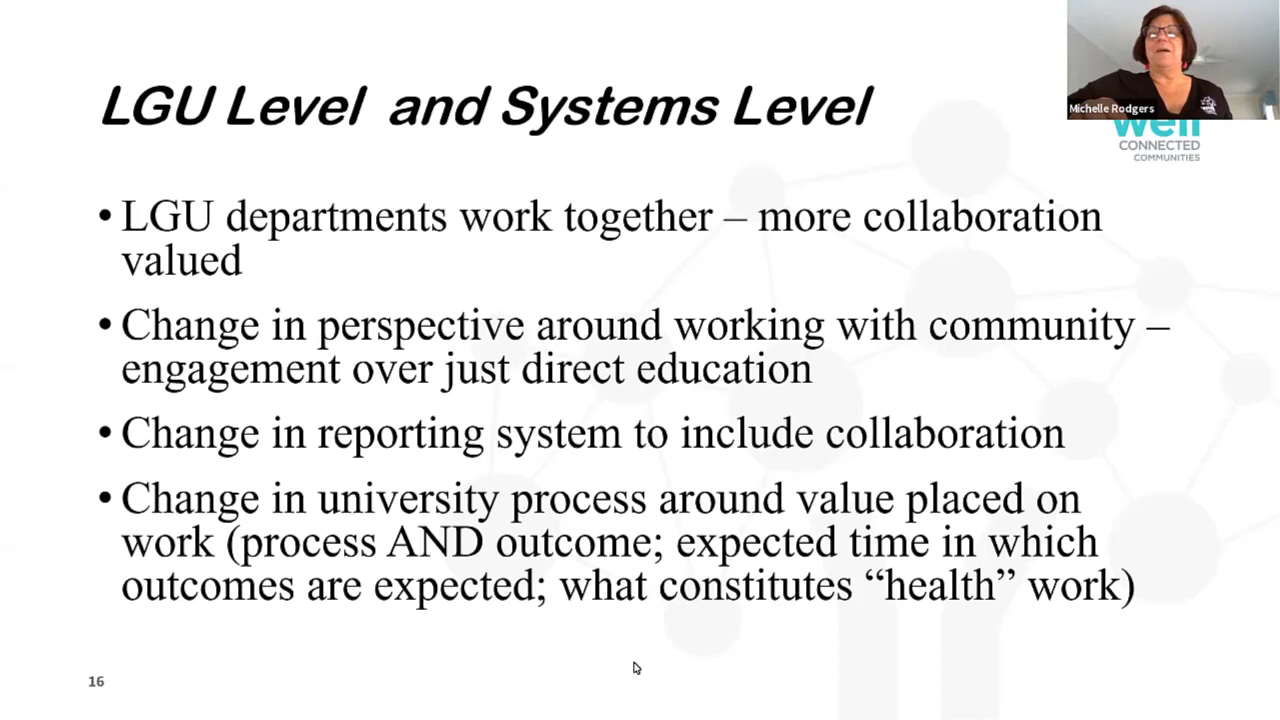 Michelle Rodgers
LGU Level and Systems Level
well
CONNECTED
COMMUNITIES
• LGU departments work together – more collaboration
valued
• Change in perspective around working with community –
engagement over just direct education
• Change in reporting system to include collaboration
• Change in university process around value placed on
work (process AND outcome; expected time in which
outcomes are expected; what constitutes “health” work)
16